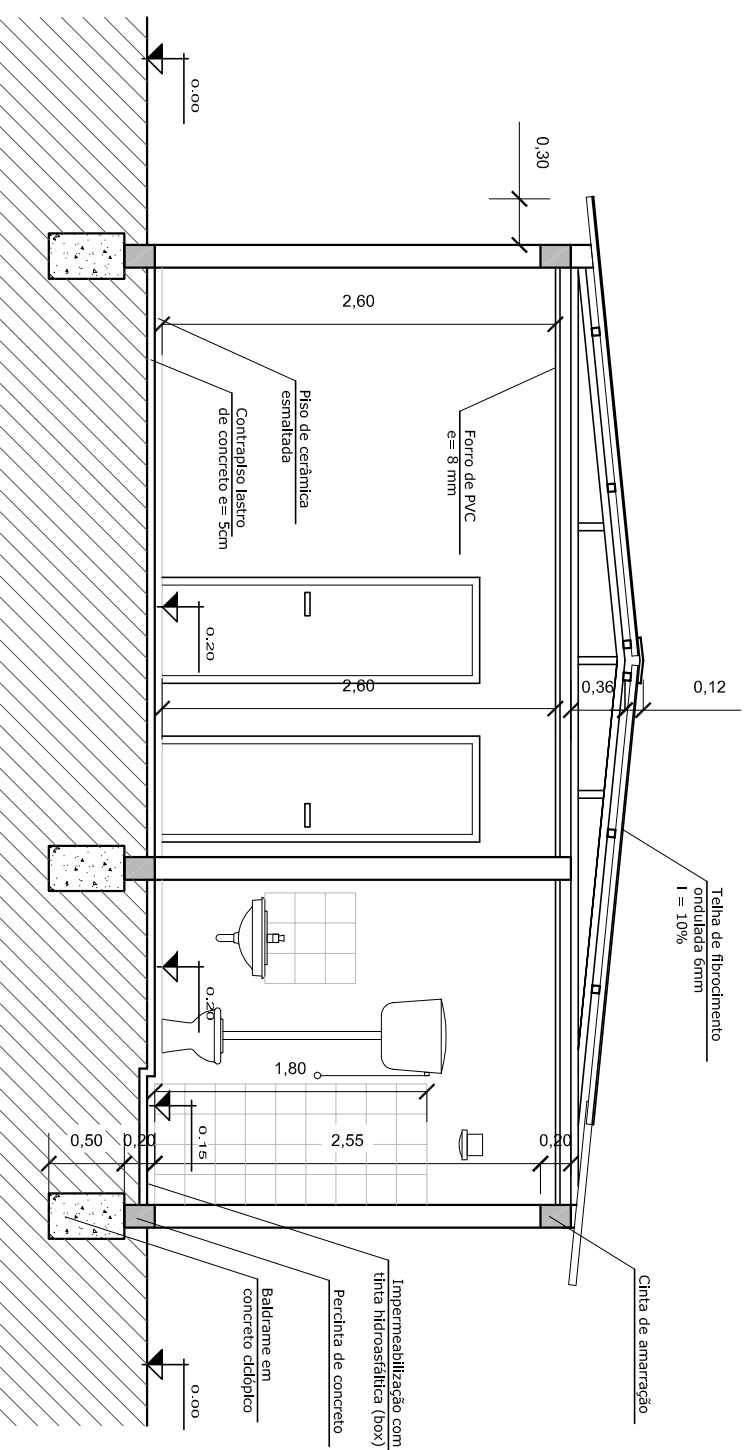 0.00
0,30
2,60
Piso de cerâmica
esmaltada
Contrapiso lastro
de concreto e= 5cm
Forro de PVC
e= 8 mm
0.20
2,60
0,36
0,12
Telha de fibrocimento
ondulada 6mm
I = 10%
0.20
1,80
0.15
0,50
0,20
2,55
0,20
Cinta de amarração
Impermeabilização com
tinta hidroasfáltica (box)
Percinta de concreto
Baldrame em
concreto ciclópico
0.00